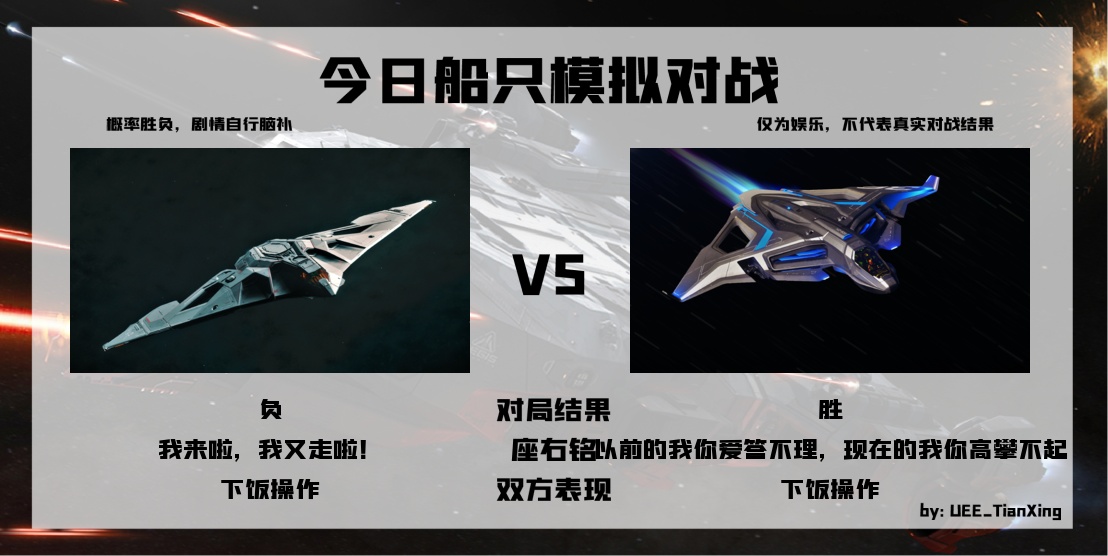 今日船只模拟对战
概率胜负，剧情自行脑补
仅为娱乐，不代表真实对战结果
VS
负 对局结果 胜
我来啦，我又走啦！ 座右铭 以前的我你爱答不理，现在的我你高攀不起
下饭操作 双方表现 下饭操作
by: UEE_TianXing